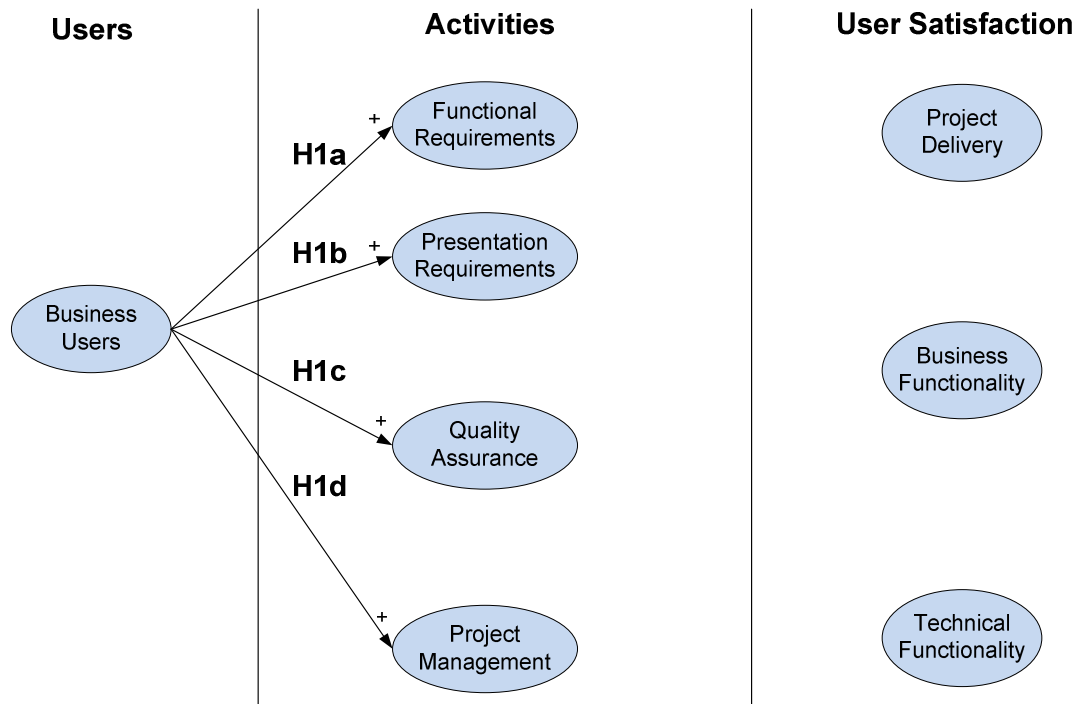 Users
Activities
User Satisfaction
Functional
Requirements
Project
Delivery
+
H1a
Presentation
Requirements
+
H1b
Business
Users
Business
Functionality
H1c
+
Quality
Assurance
H1d
+
Project
Management
Technical
Functionality